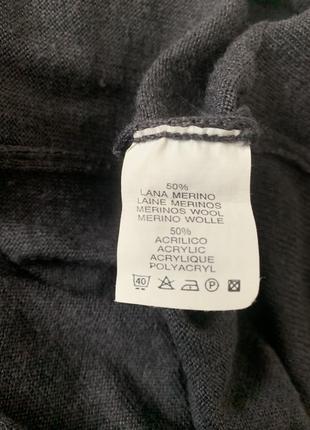 50%
LANA MERINO
LAINE MERINOS
MERINOS WOOL
MERINO WOLLE
50%
ACRILICO
ACRYLIC
ACRYLIQUE
POLYACRYL
40 P